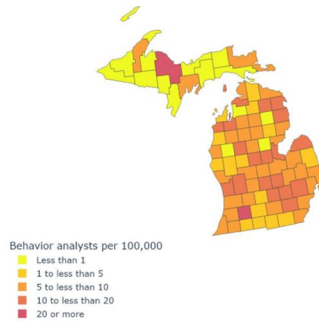 Behavior analysts per 100,000
Less than 1
1 to less than 5
5 to less than 10
10 to less than 20
20 or more